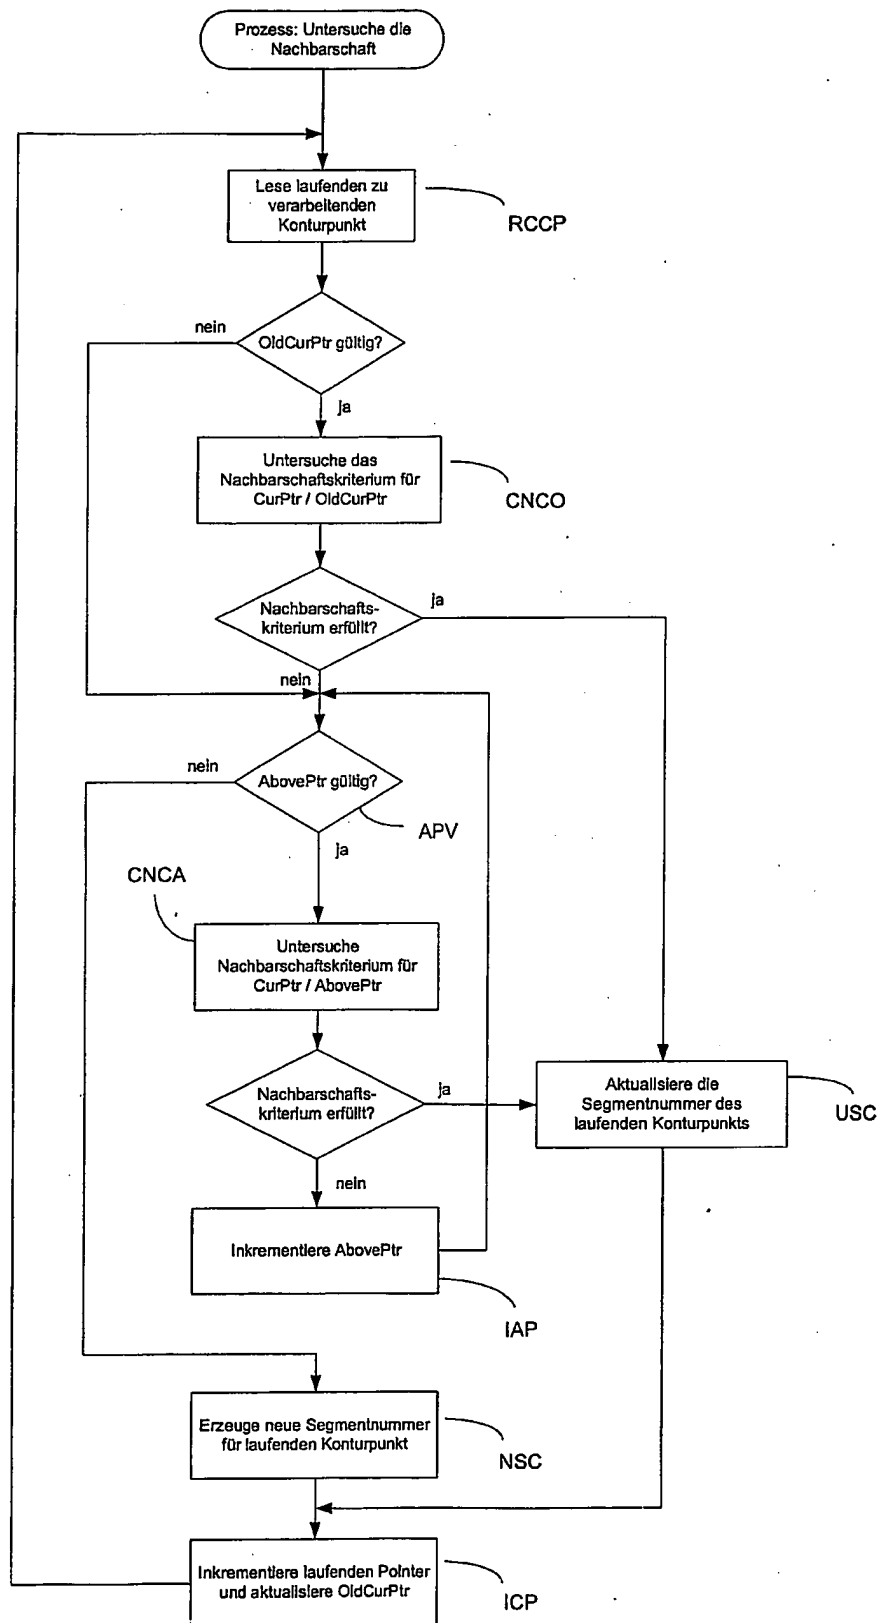 Prozess: Untersuche die
Nachbarschaft
Lese laufenden zu
verarbeitenden
Konturpunkt
RCCP
nein
OldCurPtr gültig?
ja
Untersuche das
Nachbarschaftskriterium für
CurPtr / OldCurPtr
CNCO
Nachbarschafts-
kriterium erfüllt?
ja
nein
nein
AbovePtr gültig?
APV
ja
CNCA
Untersuche
Nachbarschaftskriterium für
CurPtr / AbovePtr
Nachbarschafts-
kriterium erfüllt?
ja
Aktualisiere die
Segmentnummer des
laufenden Konturpunkts
USC
nein
Inkrementiere AbovePtr
IAP
Erzeuge neue Segmentnummer
für laufenden Konturpunkt
NSC
Inkrementiere laufenden Pointer
und aktualisiere OldCurPtr
ICP